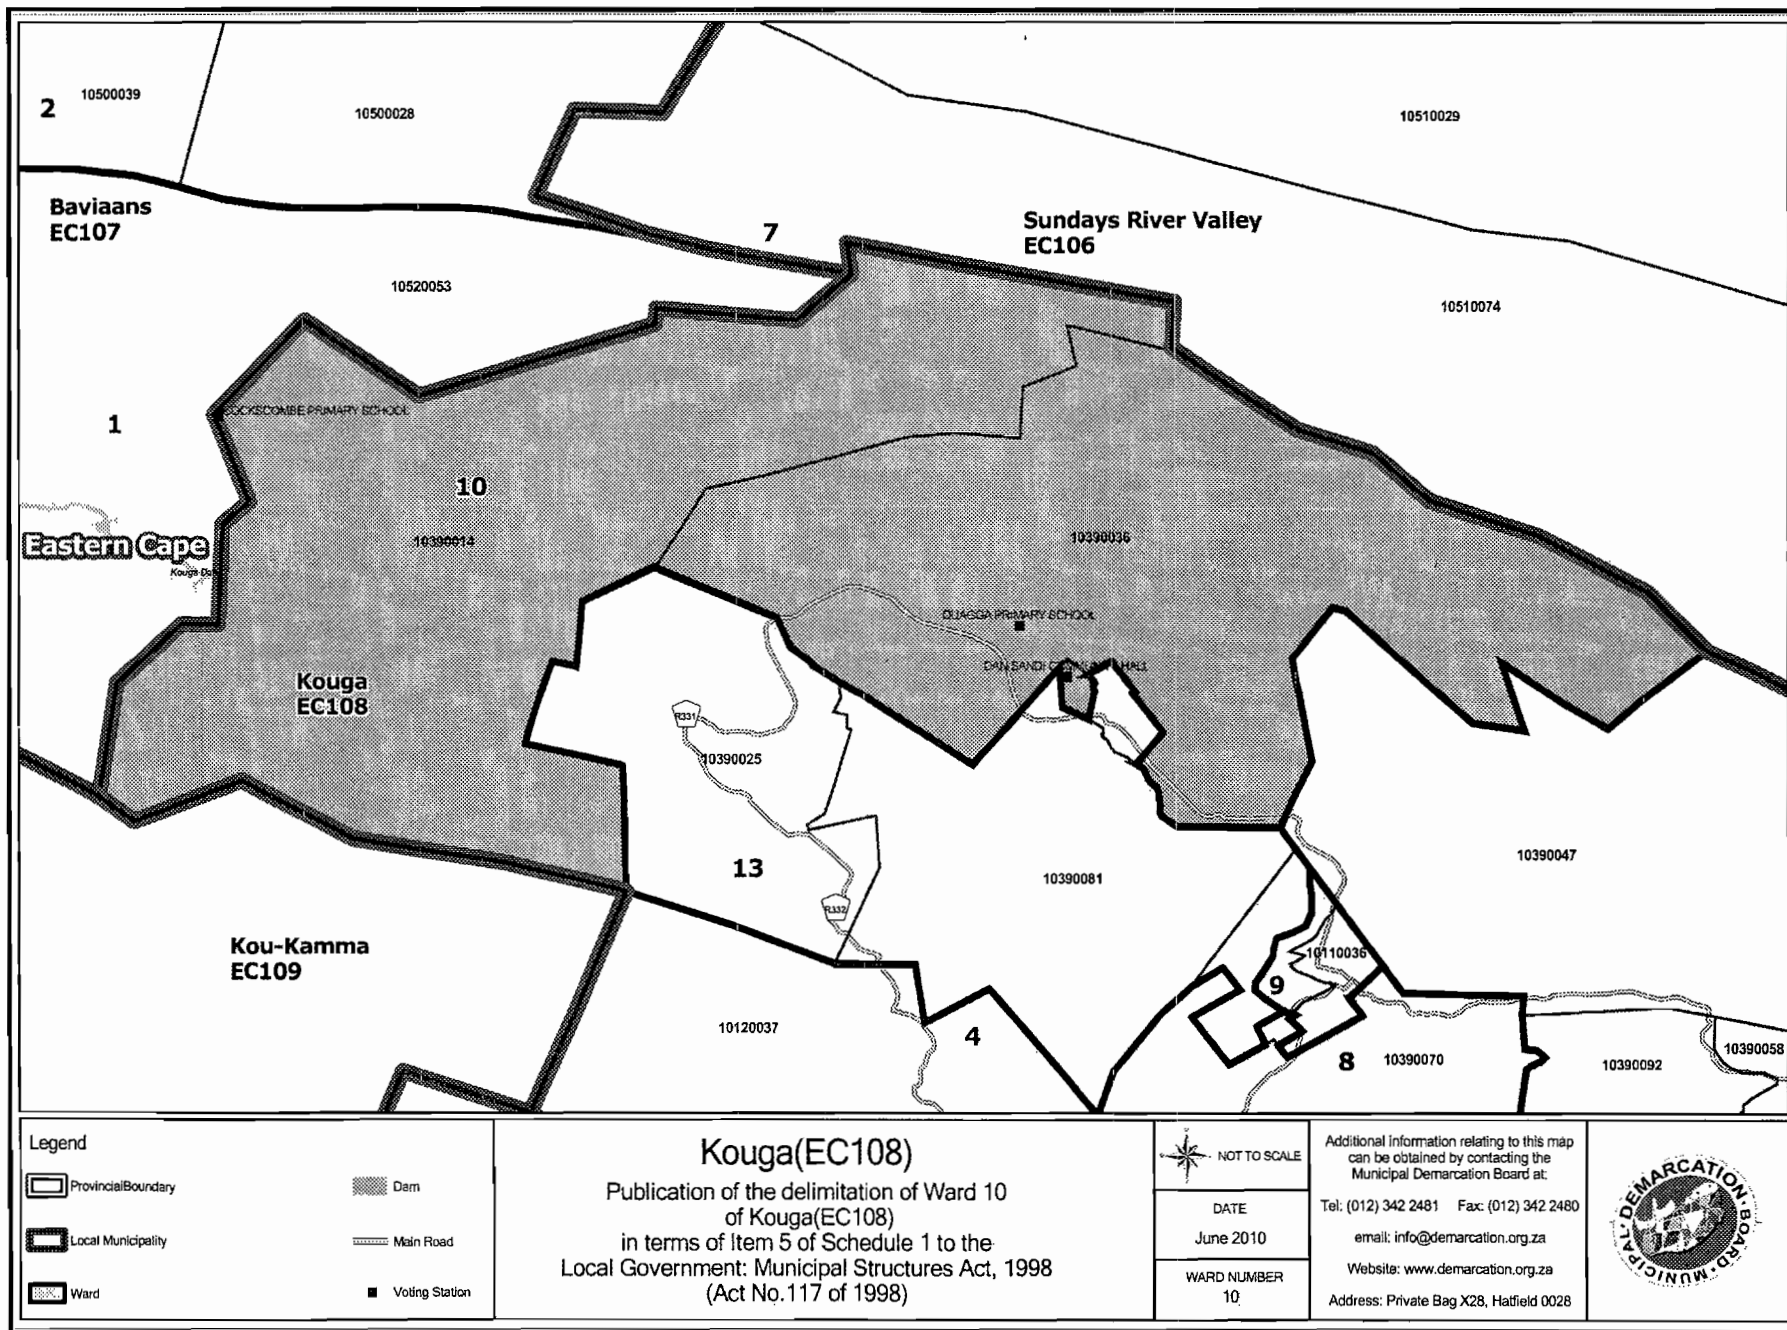 2
10500039
10500028
10510029
Baviaans
EC107
7
Sundays River Valley
EC106
10520053
10510074
COCKSCOMBE PRIMARY SCHOOL
1
10
Eastern Cape
10390014
10390036
QUAGGA PRIMARY SCHOOL
Kouga
EC108
R331
10390025
13
10390081
10390047
R332
Kou-Kamma
EC109
10110036
9
10120037
4
8
10390070
10390092
10390058
Legend
ProvincialBoundary
Dam
Local Municipality
Main Road
Ward
Voting Station
Kouga(EC108)
Publication of the delimitation of Ward 10
of Kouga(EC108)
in terms of Item 5 of Schedule 1 to the
Local Government: Municipal Structures Act, 1998
(Act No.117 of 1998)
NOT TO SCALE
DATE
June 2010
WARD NUMBER
10
Additional information relating to this map
can be obtained by contacting the
Municipal Demarcation Board at:
Tel: (012) 342 2481 Fax: (012) 342 2480
email: info@demarcation.org.za
Website: www.demarcation.org.za
Address: Private Bag X28, Hatfield 0028
MUNICIPAL DEMARCATION BOARD